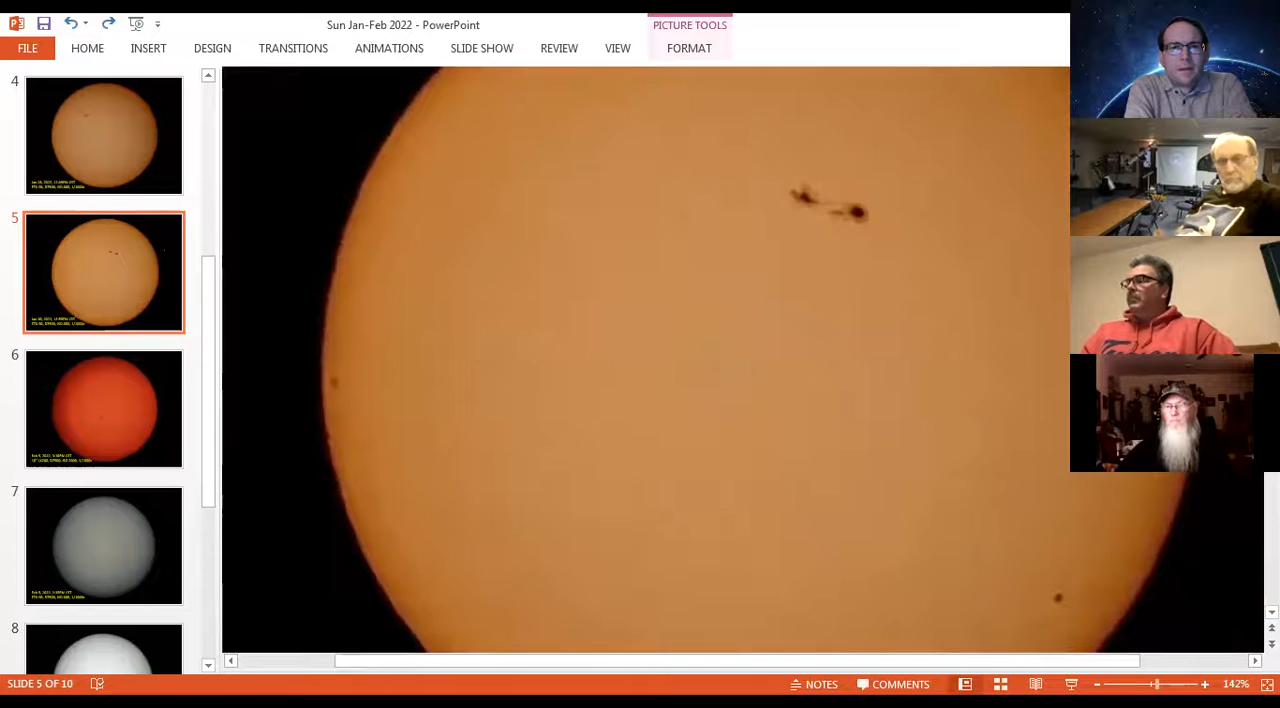 Sun Jan-Feb 2022 - PowerPoint
PICTURE TOOLS
FILE HOME INSERT DESIGN TRANSITIONS ANIMATIONS SLIDE SHOW REVIEW VIEW FORMAT
4
5
6
7
8
SLIDE 5 OF 10 NOTES COMMENTS 142%